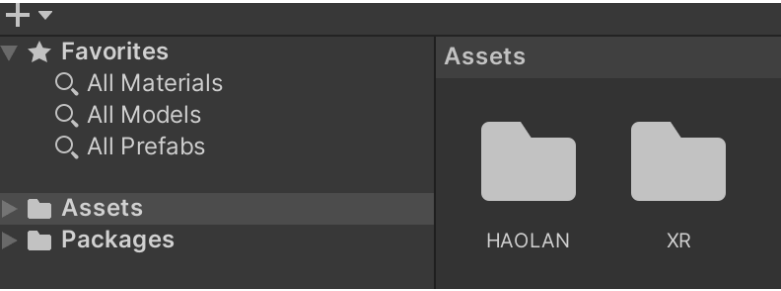 Favorites
All Materials
All Models
All Prefabs
Assets
Packages
Assets
HAOLAN
XR